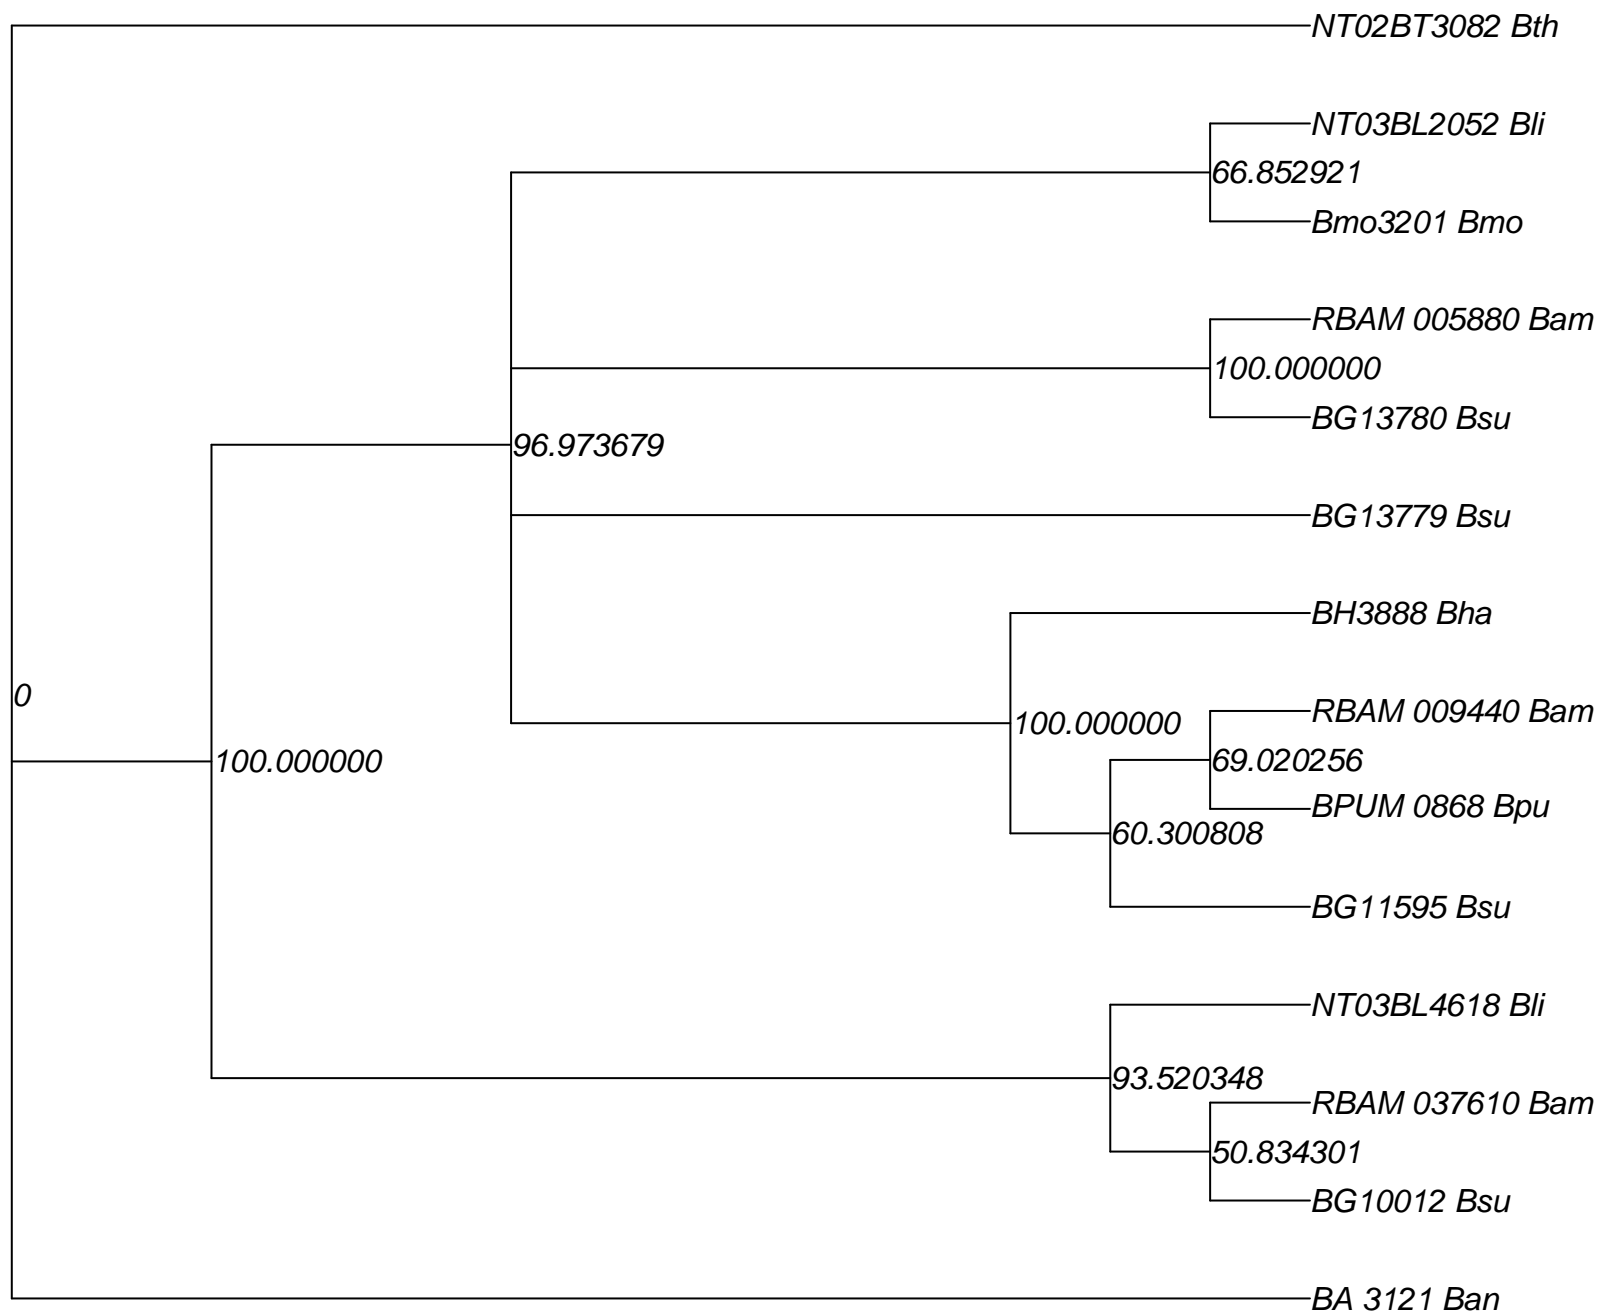 NT02BT3082 Bth
NT03BL2052 Bli
66.852921
Bmo3201 Bmo
RBAM 005880 Bam
100.000000
BG13780 Bsu
96.973679
BG13779 Bsu
BH3888 Bha
0
RBAM 009440 Bam
100.000000
69.020256
100.000000
BPUM 0868 Bpu
60.300808
BG11595 Bsu
NT03BL4618 Bli
93.520348
RBAM 037610 Bam
50.834301
BG10012 Bsu
BA 3121 Ban